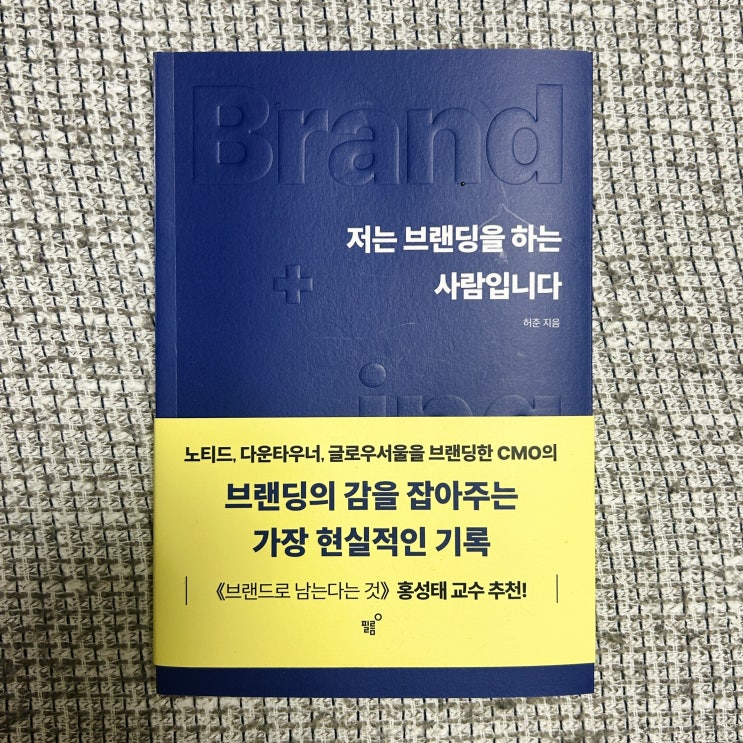 Brand
저는 브랜딩을 하는
+
사람입니다
허준 지음
ing
노티드, 다운타우너, 글로우서울을 브랜딩한 CMO의
브랜딩의 감을 잡아주는
가장 현실적인 기록
《브랜드로 남는다는 것》 홍성태 교수 추천!
필름